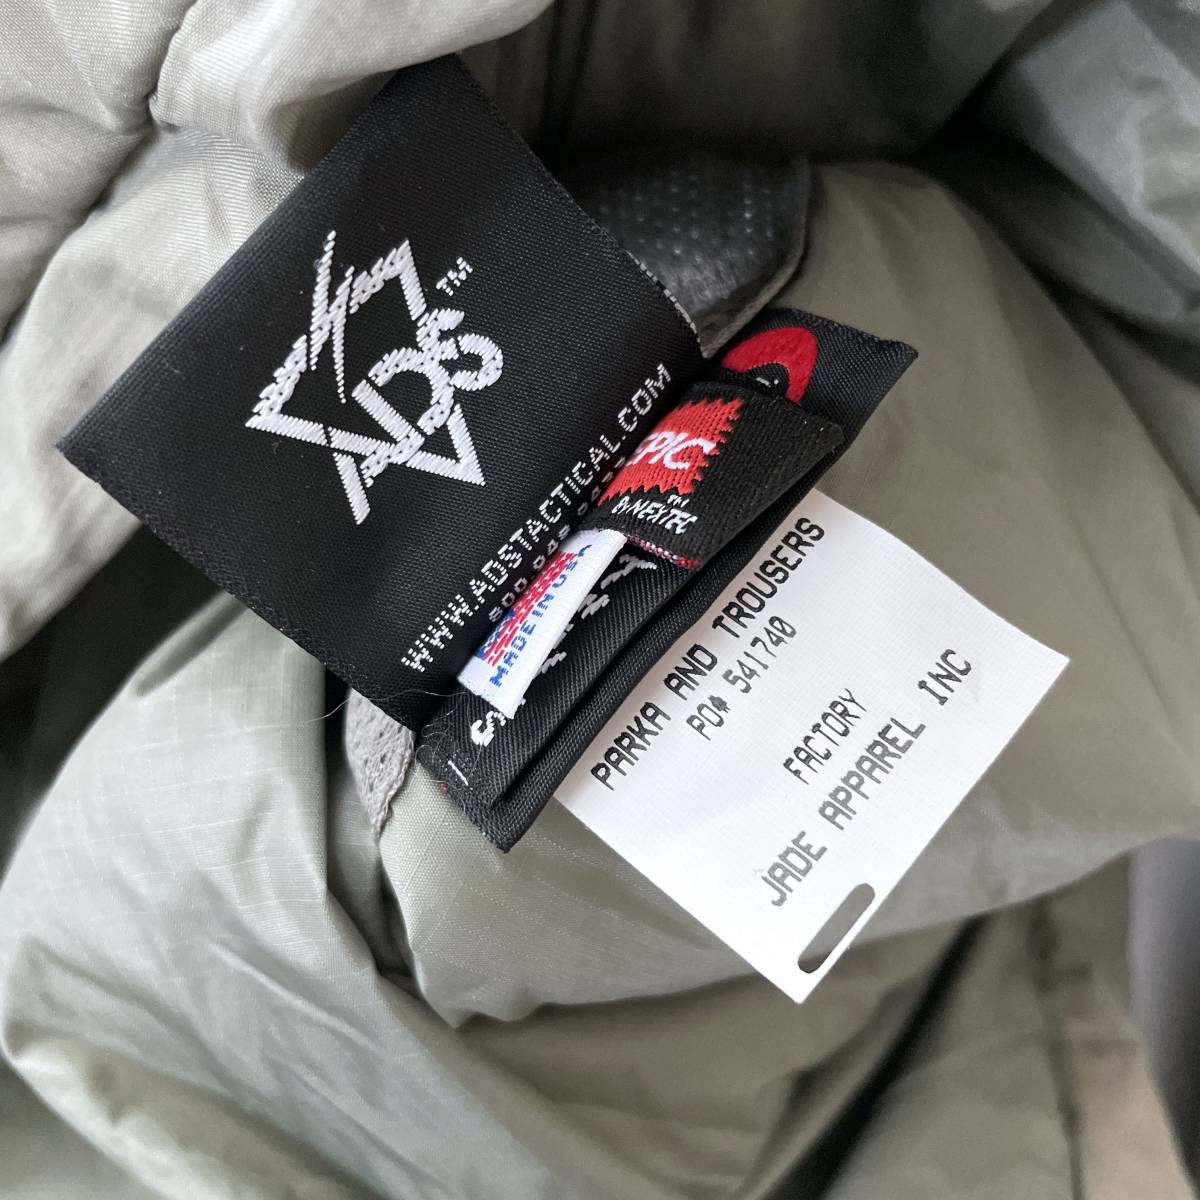 ADS™
WWW.ADSTACTICAL.COM
EPIC
™
By NEXTEC
MADE IN USA
PARKA AND TROUSERS
PO# 541740
FACTORY
JADE APPAREL INC